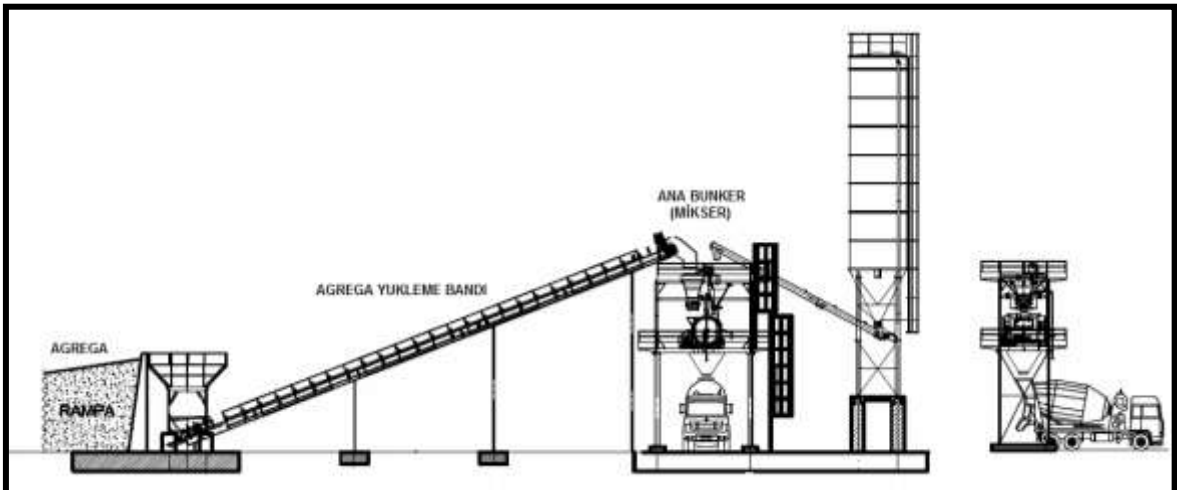 ANA BUNKER
(MİKSER)
AGREGA YUKLEME BANDI
AGREGA
RAMPA